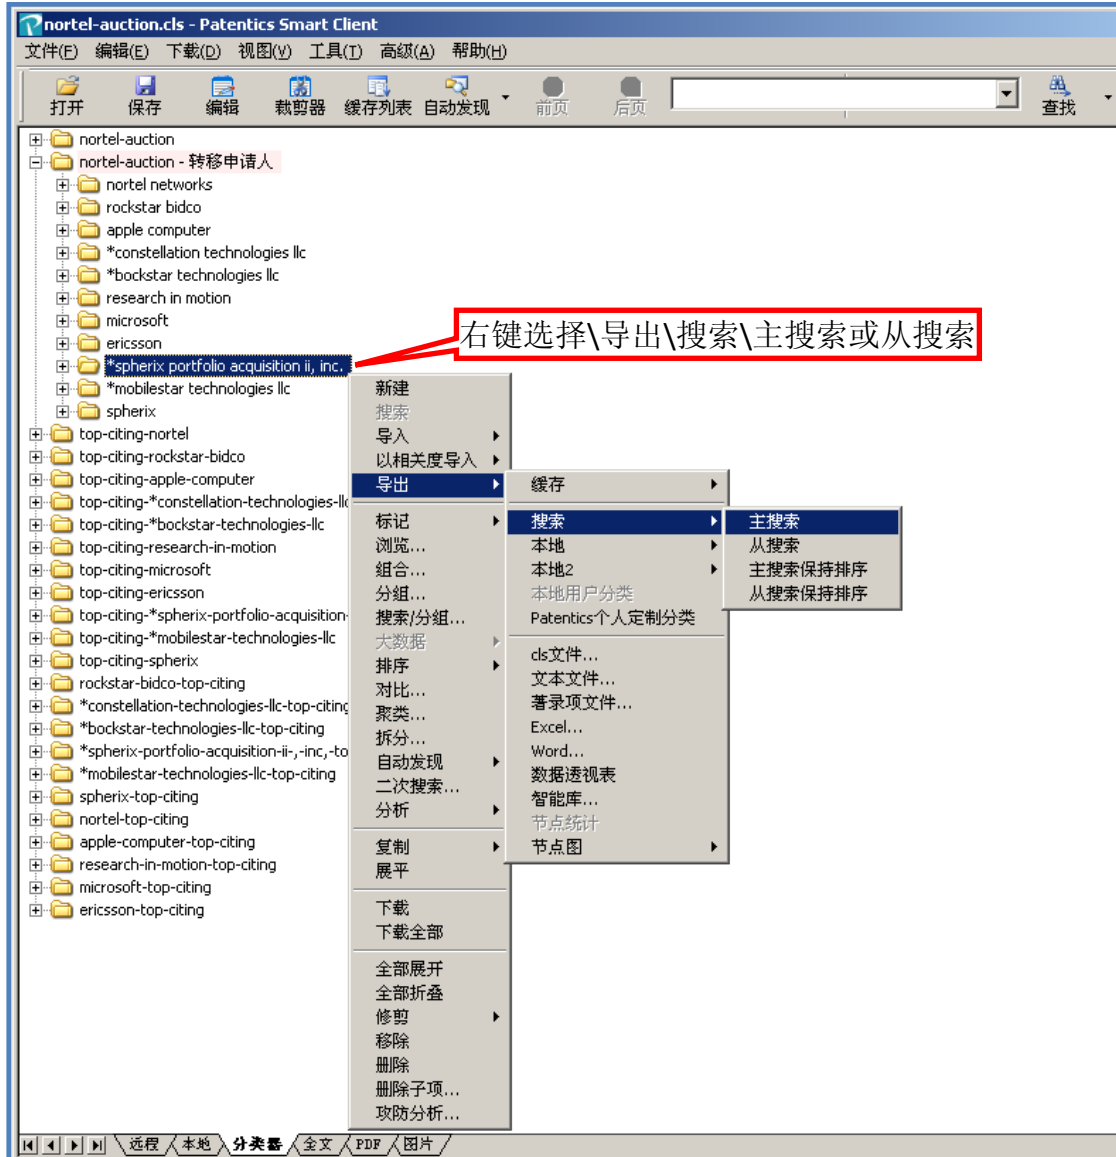 nortel-auction.cls - Patentics Smart Client
文件(F) 编辑(E) 下载(D) 视图(V) 工具(T) 高级(A) 帮助(H)
打开 保存 编辑 裁剪器 缓存列表 自动发现 前页 后页 查找
nortel-auction
nortel-auction - 转移申请人
nortel networks
rockstar bidco
apple computer
*constellation technologies llc
*bockstar technologies llc
research in motion
microsoft
ericsson
*spherix portfolio acquisition ii, inc.
*mobilestar technologies llc
spherix
top-citing-nortel
top-citing-rockstar-bidco
top-citing-apple-computer
top-citing-*constellation-technologies-llc
top-citing-*bockstar-technologies-llc
top-citing-research-in-motion
top-citing-microsoft
top-citing-ericsson
top-citing-*spherix-portfolio-acquisition-
top-citing-*mobilestar-technologies-llc
top-citing-spherix
rockstar-bidco-top-citing
*constellation-technologies-llc-top-citing
*bockstar-technologies-llc-top-citing
*spherix-portfolio-acquisition-ii-,-inc,-to
*mobilestar-technologies-llc-top-citing
spherix-top-citing
nortel-top-citing
apple-computer-top-citing
research-in-motion-top-citing
microsoft-top-citing
ericsson-top-citing
右键选择\导出\搜索\主搜索或从搜索
新建
搜索
导入
以相关度导入
导出
标记
浏览...
组合...
分组...
搜索/分组...
大数据
排序
对比...
聚类...
拆分...
自动发现
二次搜索...
分析
复制
展平
下载
下载全部
全部展开
全部折叠
修剪
移除
删除
删除子项...
攻防分析...
缓存
搜索
本地
本地2
本地用户分类
Patentics个人定制分类
cls文件...
文本文件...
著录项文件...
Excel...
Word...
数据透视表
智能库...
节点统计
节点图
主搜索
从搜索
主搜索保持排序
从搜索保持排序
远程 本地 分类器 全文 PDF 图片